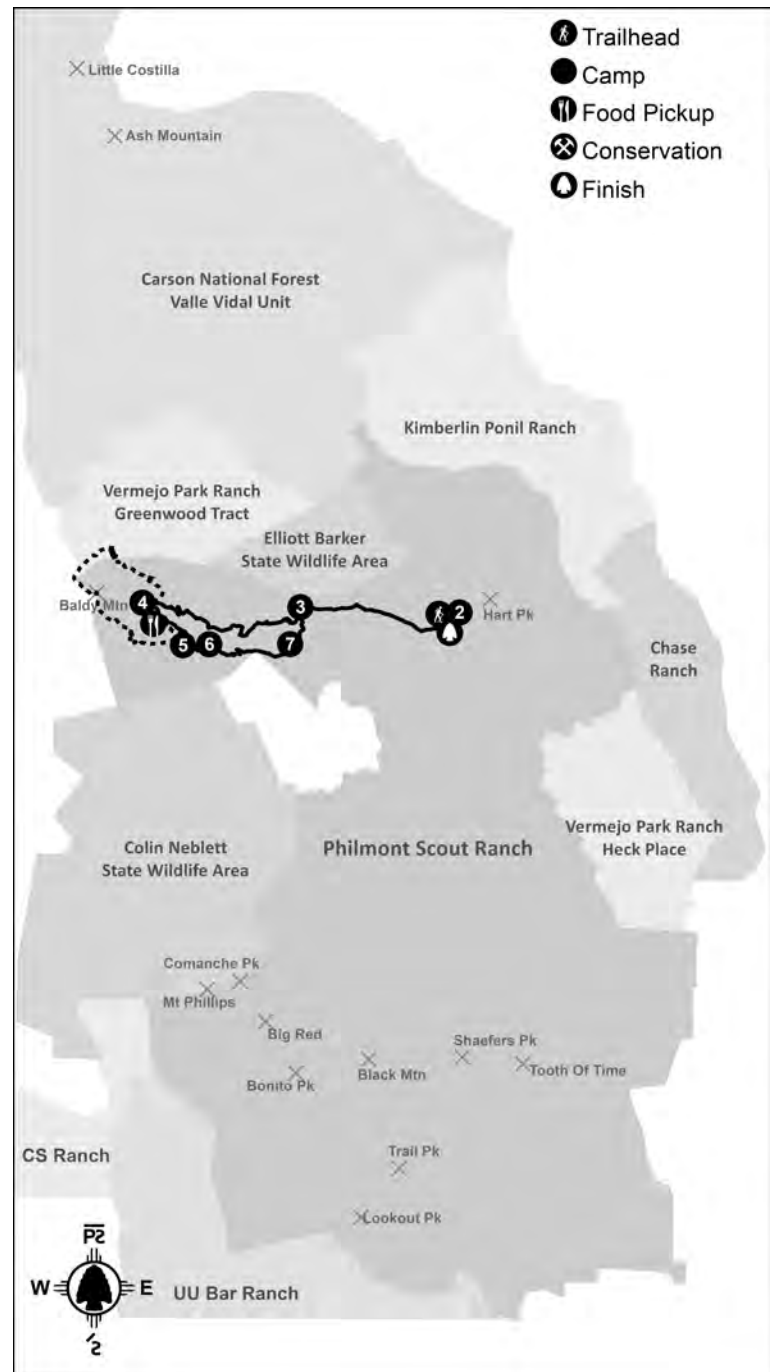 Trailhead
Camp
Food Pickup
Conservation
Finish
Little Costilla
Ash Mountain
Carson National Forest
Valle Vidal Unit
Kimberlin Ponil Ranch
Vermejo Park Ranch
Greenwood Tract
Elliott Barker
State Wildlife Area
Baldy Mtn
4
3
2
Hart Pk
5
6
7
Chase
Ranch
Colin Neblett
State Wildlife Area
Philmont Scout Ranch
Vermejo Park Ranch
Heck Place
Comanche Pk
Mt Phillips
Big Red
Bonito Pk
Black Mtn
Shaefers Pk
Tooth Of Time
CS Ranch
Trail Pk
Lookout Pk
W
E
UU Bar Ranch